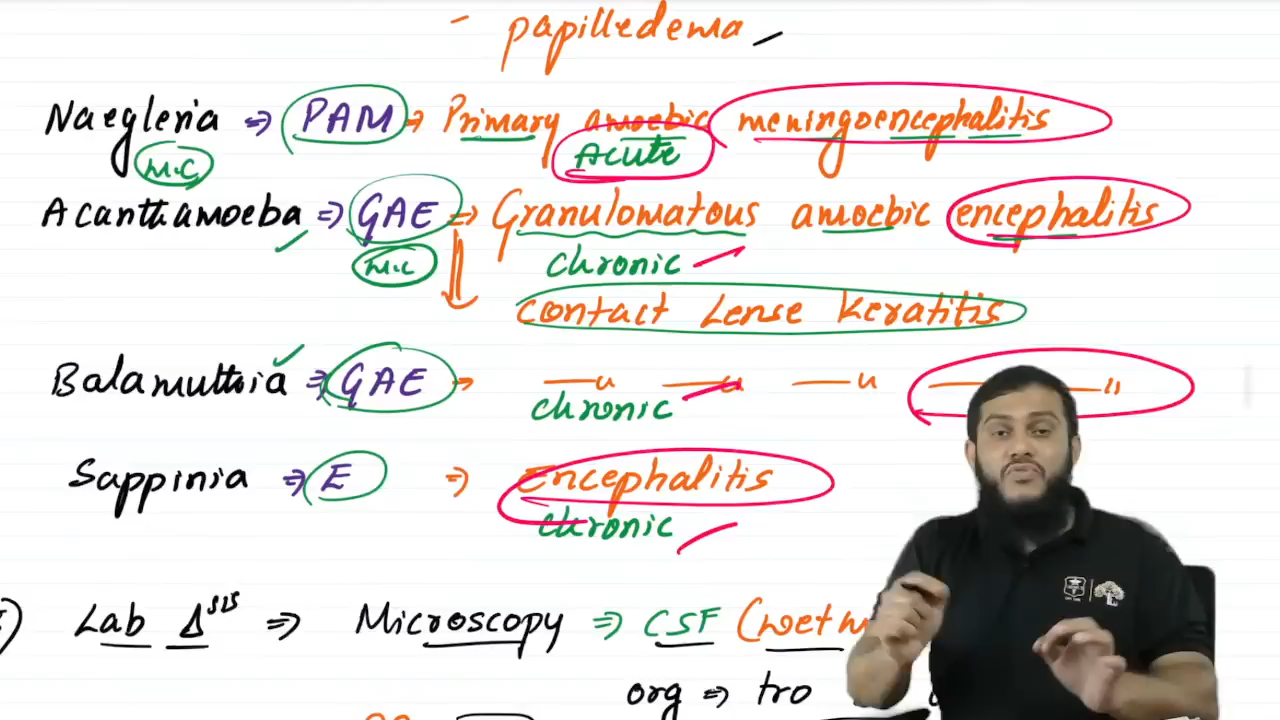 - papilledema
Naegleria ⇒ PAM ⇒ Primary amoebic meningoencephalitis
M.C Acute
Acanthamoeba ⇒ GAE ⇒ Granulomatous amoebic encephalitis
M.C chronic
Contact Lense Keratitis
Balamuthia ⇒ GAE ⇒ —〃 —〃 —〃 —〃
chronic
Sappinia ⇒ E ⇒ Encephalitis
chronic
Lab Δsis ⇒ Microscopy ⇒ CSF (wet
org ⇒ tro